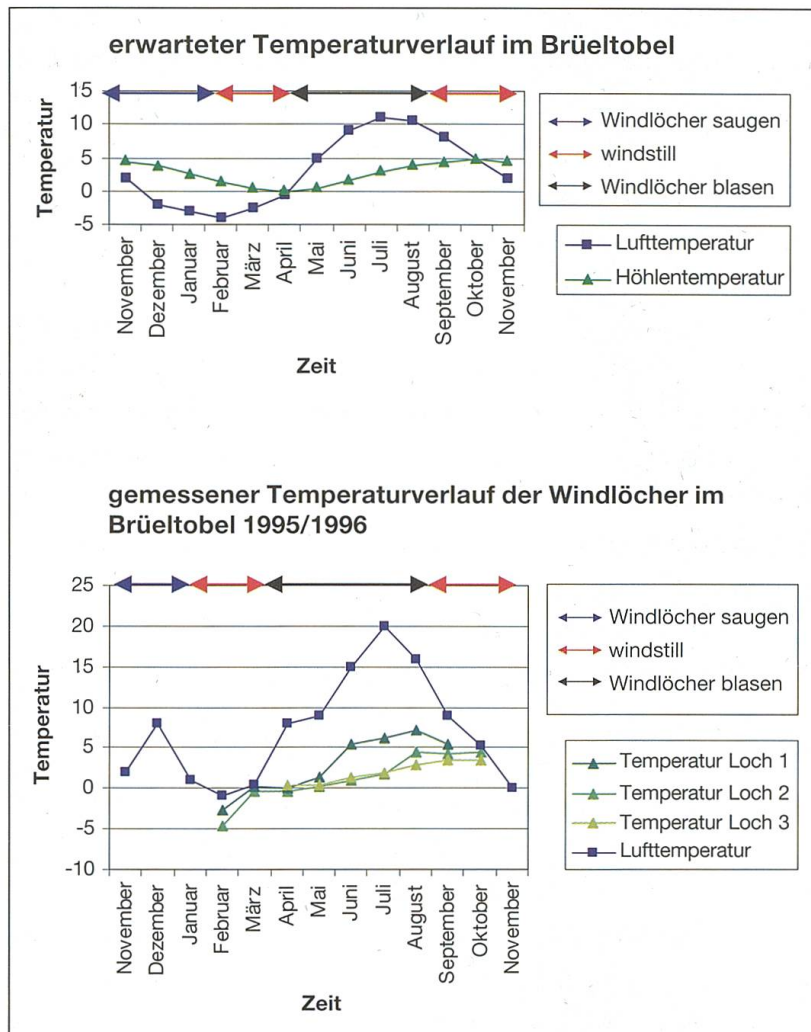 erwarteter Temperaturverlauf im Brüeltobel
Temperatur
15
10
5
0
-5
November
Dezember
Januar
Februar
März
April
Mai
Juni
Juli
August
September
Oktober
November
Zeit
Windlöcher saugen
windstill
Windlöcher blasen
Lufttemperatur
Höhlentemperatur
gemessener Temperaturverlauf der Windlöcher im
Brüeltobel 1995/1996
Temperatur
25
20
15
10
5
0
-5
-10
November
Dezember
Januar
Februar
März
April
Mai
Juni
Juli
August
September
Oktober
November
Zeit
Windlöcher saugen
windstill
Windlöcher blasen
Temperatur Loch 1
Temperatur Loch 2
Temperatur Loch 3
Lufttemperatur